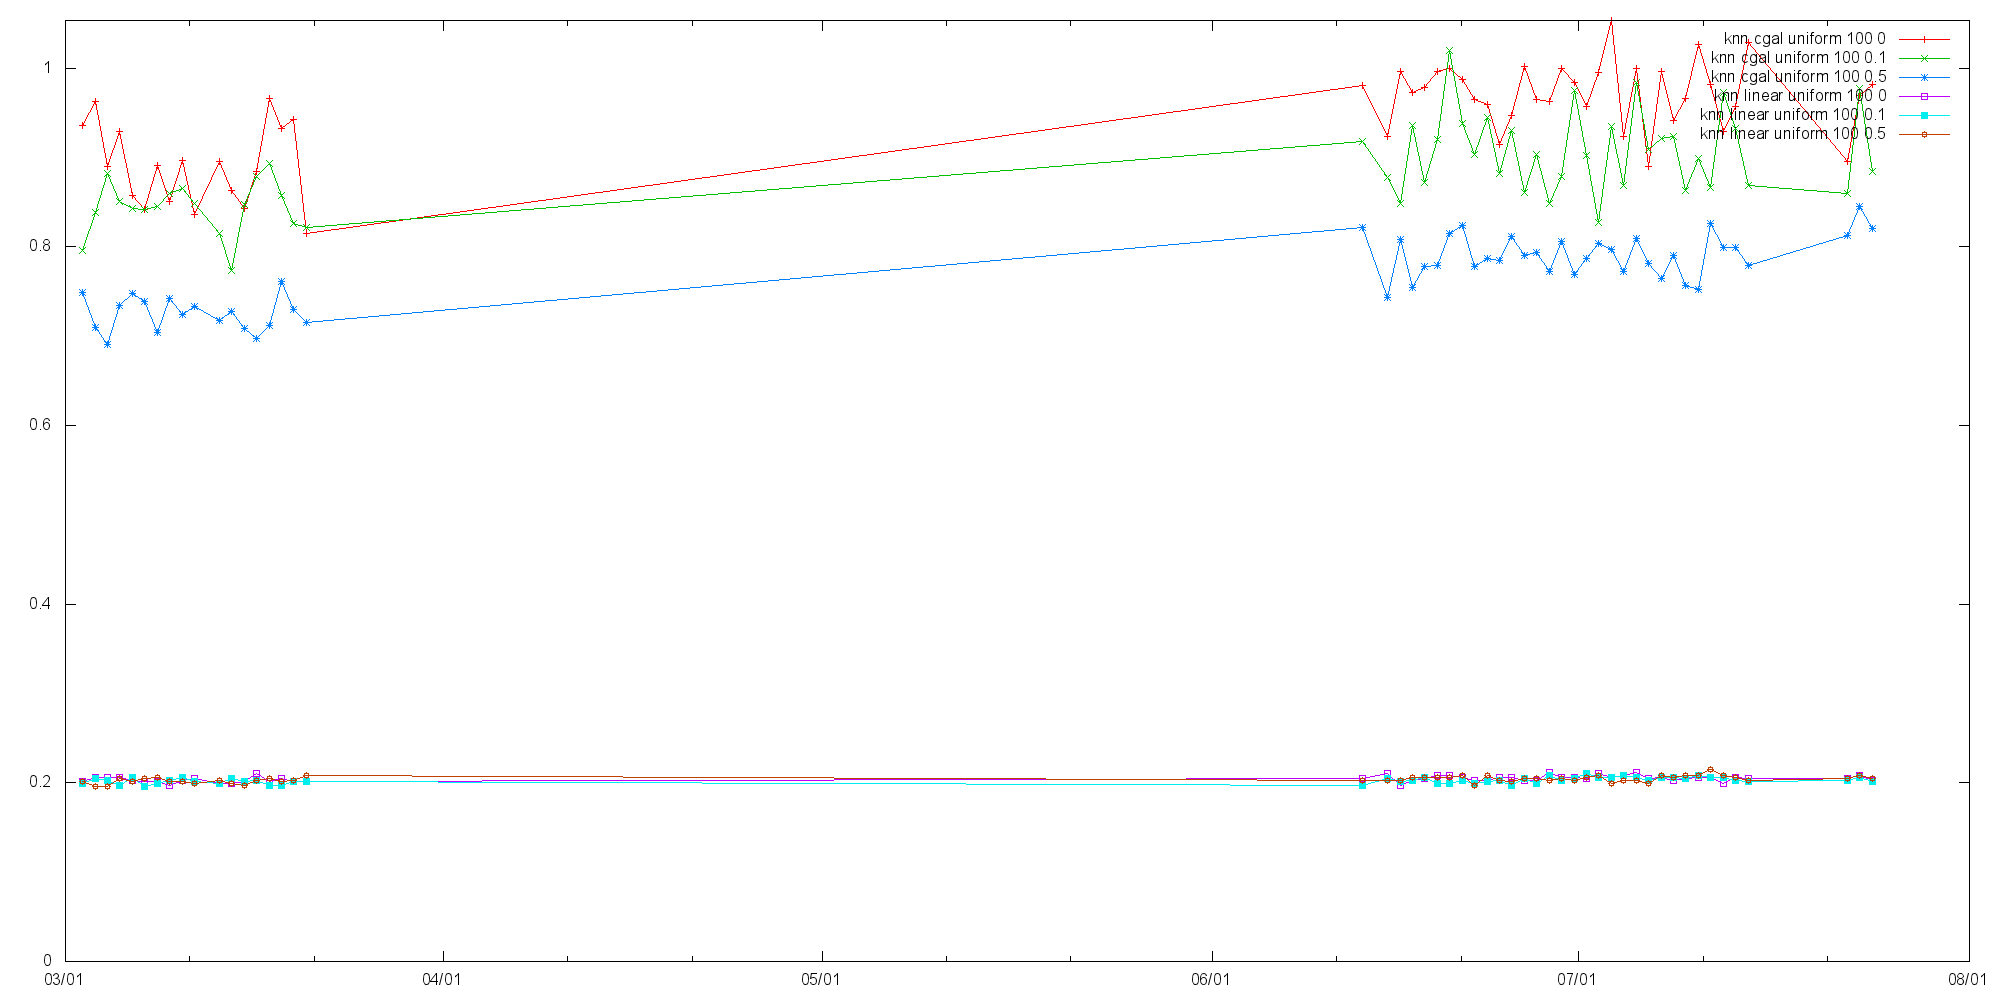 1
0.8
0.6
0.4
0.2
0
03/01
04/01
05/01
06/01
07/01
08/01
knn cgal uniform 100 0
knn cgal uniform 100 0.1
knn cgal uniform 100 0.5
knn linear uniform 100 0
knn linear uniform 100 0.1
knn linear uniform 100 0.5